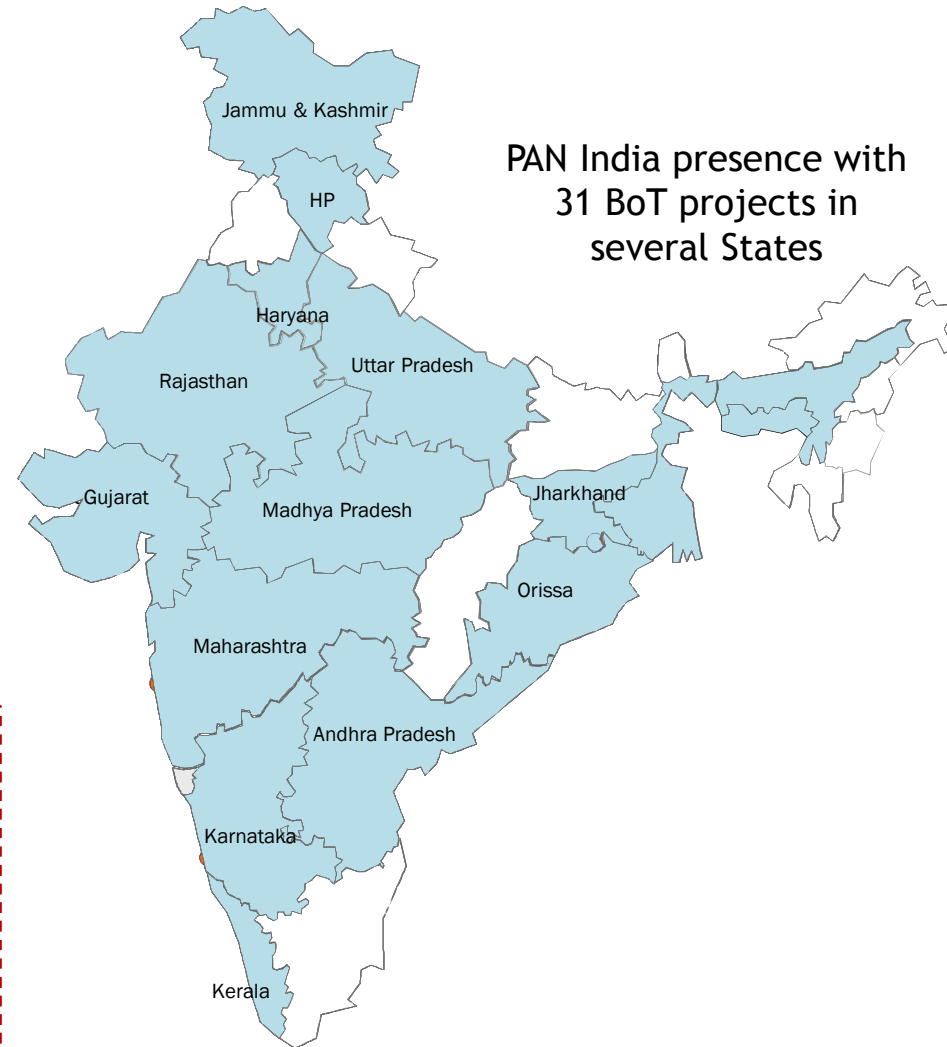 Jammu & Kashmir
PAN India presence with
31 BoT projects in
several States
HP
Haryana
Uttar Pradesh
Rajasthan
Gujarat
Jharkhand
Madhya Pradesh
Orissa
Maharashtra
Andhra Pradesh
Karnataka
Kerala